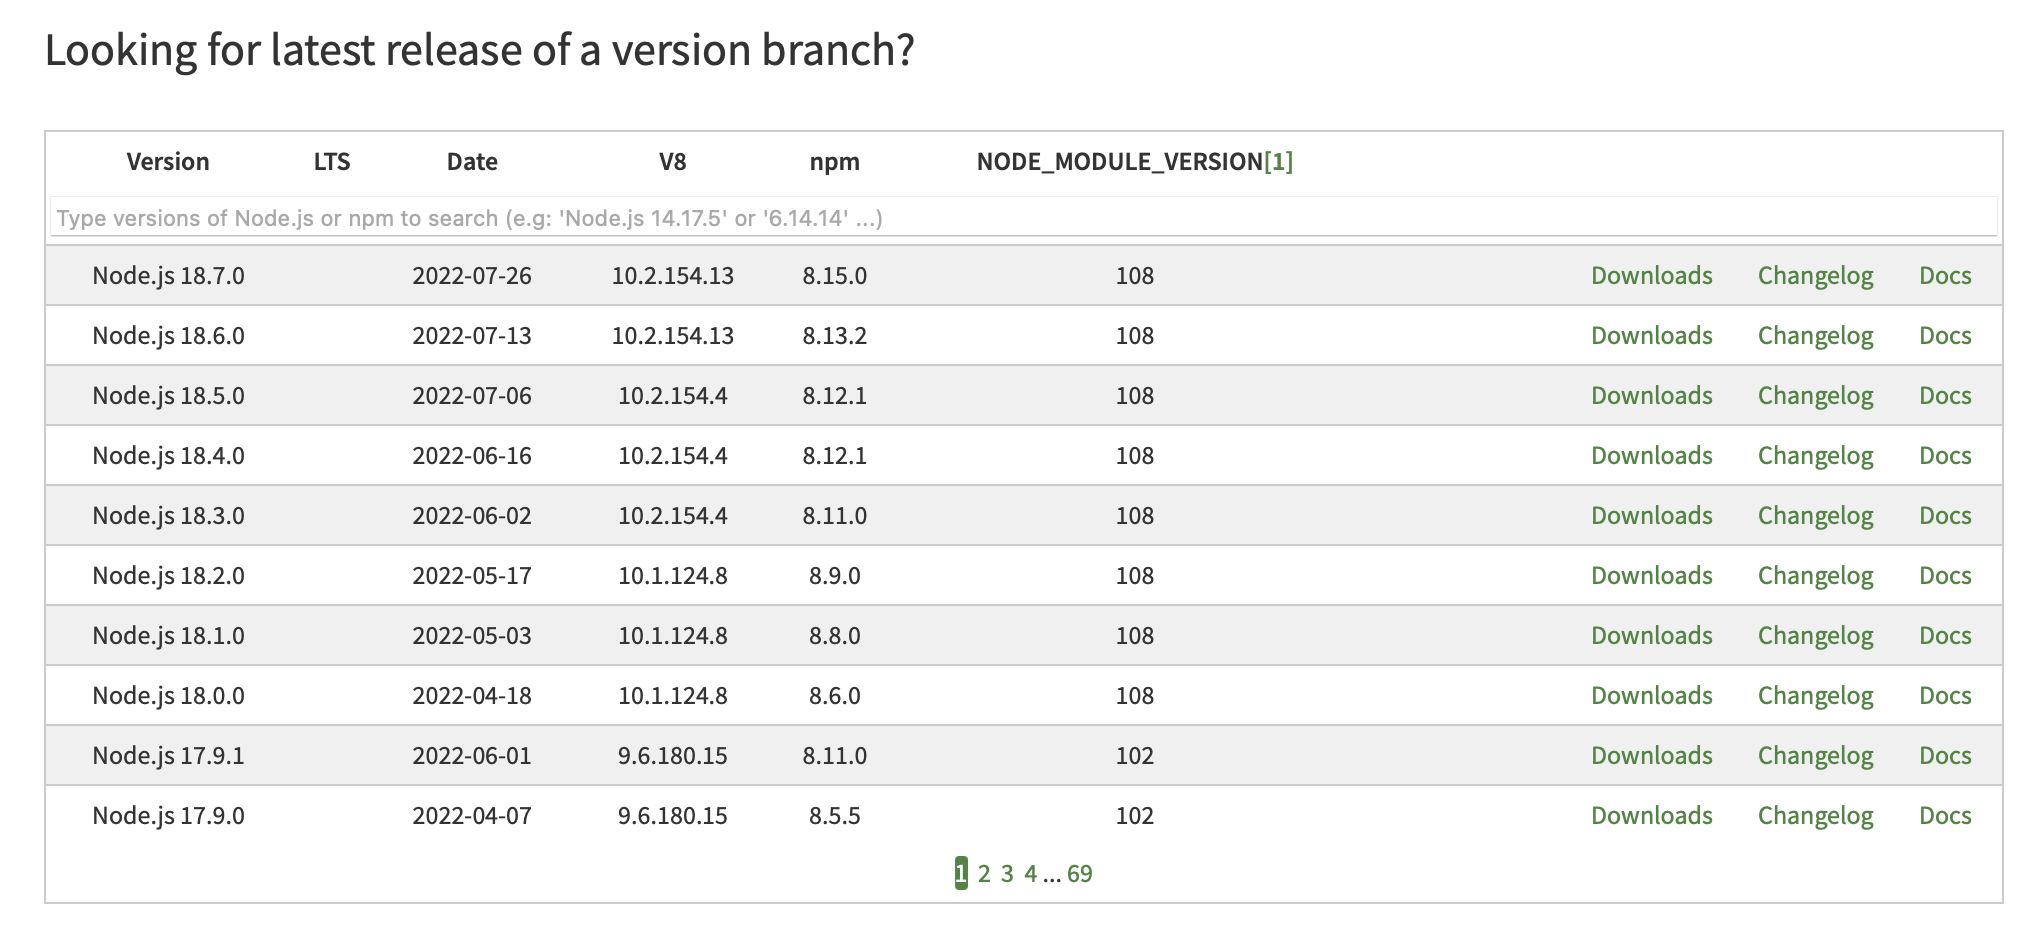 Looking for latest release of a version branch?
Version LTS Date V8 npm NODE_MODULE_VERSION[1]
Type versions of Node.js or npm to search (e.g: 'Node.js 14.17.5' or '6.14.14' ...)
Node.js 18.7.0 2022-07-26 10.2.154.13 8.15.0 108 Downloads Changelog Docs
Node.js 18.6.0 2022-07-13 10.2.154.13 8.13.2 108 Downloads Changelog Docs
Node.js 18.5.0 2022-07-06 10.2.154.4 8.12.1 108 Downloads Changelog Docs
Node.js 18.4.0 2022-06-16 10.2.154.4 8.12.1 108 Downloads Changelog Docs
Node.js 18.3.0 2022-06-02 10.2.154.4 8.11.0 108 Downloads Changelog Docs
Node.js 18.2.0 2022-05-17 10.1.124.8 8.9.0 108 Downloads Changelog Docs
Node.js 18.1.0 2022-05-03 10.1.124.8 8.8.0 108 Downloads Changelog Docs
Node.js 18.0.0 2022-04-18 10.1.124.8 8.6.0 108 Downloads Changelog Docs
Node.js 17.9.1 2022-06-01 9.6.180.15 8.11.0 102 Downloads Changelog Docs
Node.js 17.9.0 2022-04-07 9.6.180.15 8.5.5 102 Downloads Changelog Docs
1 2 3 4 ... 69